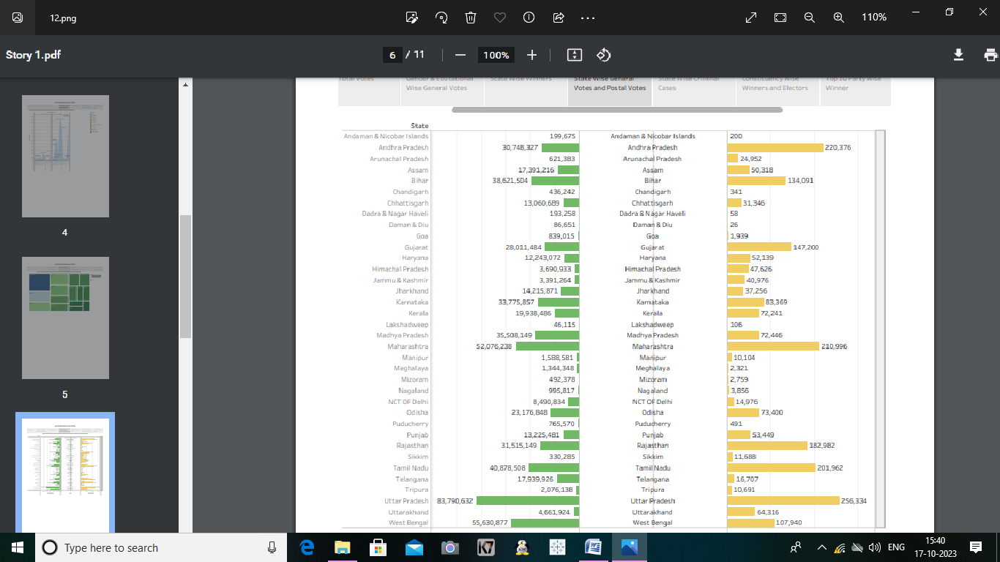 12.png
110%
Story 1.pdf
6 / 11
100%
4
5
Total Votes
Gender & Educational
Wise General Votes
State Wise Winners
State Wise General
Votes and Postal Votes
State Wise Criminal
Cases
Constituency Wise
Winners and Electors
Top 10 Party Wise
Winner
State
Andaman & Nicobar Islands 199,675 Andaman & Nicobar Islands 200
Andhra Pradesh 30,748,327 Andhra Pradesh 220,376
Arunachal Pradesh 621,383 Arunachal Pradesh 24,952
Assam 17,391,216 Assam 50,318
Bihar 38,621,504 Bihar 134,091
Chandigarh 436,242 Chandigarh 341
Chhattisgarh 13,060,689 Chhattisgarh 31,346
Dadra & Nagar Haveli 193,258 Dadra & Nagar Haveli 58
Daman & Diu 86,651 Daman & Diu 26
Goa 839,015 Goa 1,939
Gujarat 28,011,484 Gujarat 147,200
Haryana 12,243,072 Haryana 52,139
Himachal Pradesh 3,690,933 Himachal Pradesh 47,626
Jammu & Kashmir 3,391,264 Jammu & Kashmir 40,976
Jharkhand 14,215,871 Jharkhand 37,256
Karnataka 33,775,857 Karnataka 83,369
Kerala 19,938,486 Kerala 72,241
Lakshadweep 46,115 Lakshadweep 106
Madhya Pradesh 35,508,149 Madhya Pradesh 72,446
Maharashtra 52,076,238 Maharashtra 210,996
Manipur 1,588,581 Manipur 10,104
Meghalaya 1,344,348 Meghalaya 2,321
Mizoram 492,378 Mizoram 2,759
Nagaland 995,817 Nagaland 3,856
NCT OF Delhi 8,490,834 NCT OF Delhi 14,976
Odisha 23,176,848 Odisha 73,400
Puducherry 765,570 Puducherry 491
Punjab 13,225,481 Punjab 53,449
Rajasthan 31,515,149 Rajasthan 182,982
Sikkim 330,285 Sikkim 11,688
Tamil Nadu 40,878,508 Tamil Nadu 201,962
Telangana 17,939,926 Telangana 16,707
Tripura 2,076,138 Tripura 10,691
Uttar Pradesh 83,790,632 Uttar Pradesh 256,334
Uttarakhand 4,661,924 Uttarakhand 64,316
West Bengal 55,630,877 West Bengal 107,940
Type here to search
ENG
15:40
17-10-2023